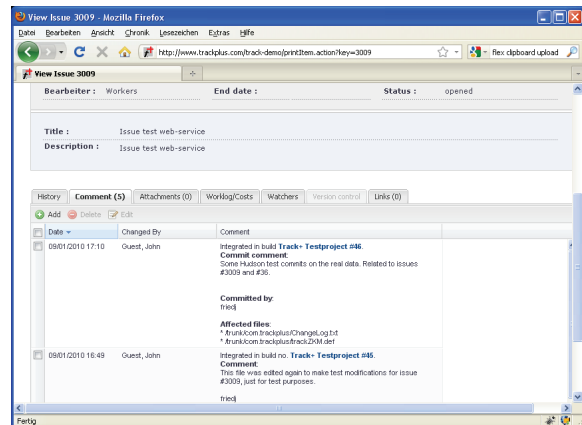 View Issue 3009 - Mozilla Firefox
Datei Bearbeiten Ansicht Chronik Lesezeichen Extras Hilfe
http://www.trackplus.com/track-demo/printItem.action?key=3009 flex clipboard upload
View Issue 3009
Bearbeiter : Workers End date : Status : opened
Title : Issue test web-service
Description : Issue test web-service
History Comment (5) Attachments (0) Worklog/Costs Watchers Version control Links (0)
Add Delete Edit
Date Changed By Comment
09/01/2010 17:10 Guest, John Integrated in build Track+ Testproject #46.
Commit comment:
Some Hudson test commits on the real data. Related to issues
#3009 and #36.
Committed by:
friedj
Affected files:
* /trunk/com.trackplus/ChangeLog.txt
* /trunk/com.trackplus/trackZKM.def
09/01/2010 16:49 Guest, John Integrated in build no. Track+ Testproject #45.
Comment:
This file was edited again to make test modifications for issue
#3009, just for test purposes.
friedj
Fertig